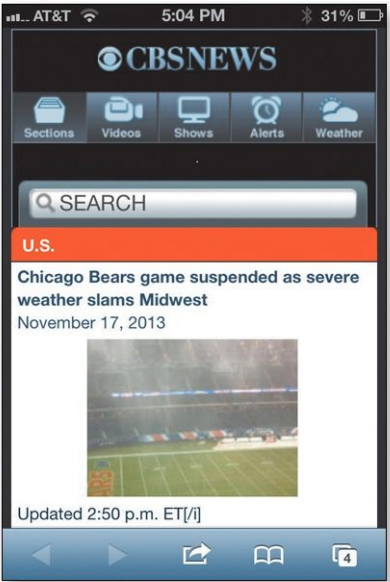 AT&T 5:04 PM 31%
CBSNEWS
Sections Videos Shows Alerts Weather
SEARCH
U.S.
Chicago Bears game suspended as severe
weather slams Midwest
November 17, 2013
ARS
Updated 2:50 p.m. ET[/i]
4